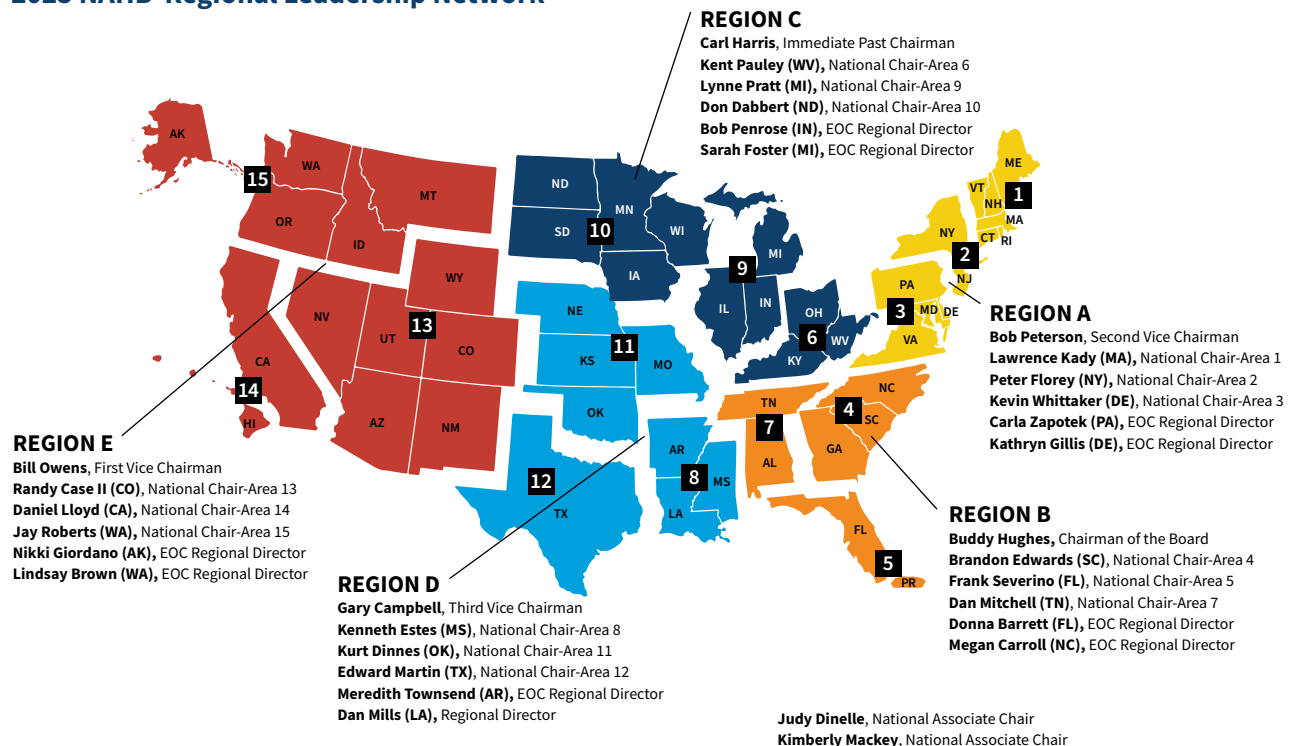 Regional Leadership Network
REGION C
Carl Harris, Immediate Past Chairman
Kent Pauley (WV), National Chair-Area 6
Lynne Pratt (MI), National Chair-Area 9
Don Dabbert (ND), National Chair-Area 10
Bob Penrose (IN), EOC Regional Director
Sarah Foster (MI), EOC Regional Director
AK
WA
15
OR
ID
MT
WY
NV
UT
13
CO
CA
14
HI
AZ
NM
ND
MN
SD
10
WI
IA
MI
9
IL
IN
OH
6
WV
KY
NE
KS
11
MO
OK
12
TX
AR
8
MS
LA
TN
7
AL
NC
4
SC
GA
FL
5
PR
ME
VT
NH
1
MA
NY
CT
RI
2
NJ
PA
3
MD
DE
VA
REGION A
Bob Peterson, Second Vice Chairman
Lawrence Kady (MA), National Chair-Area 1
Peter Florey (NY), National Chair-Area 2
Kevin Whittaker (DE), National Chair-Area 3
Carla Zapotek (PA), EOC Regional Director
Kathryn Gillis (DE), EOC Regional Director
REGION E
Bill Owens, First Vice Chairman
Randy Case II (CO), National Chair-Area 13
Daniel Lloyd (CA), National Chair-Area 14
Jay Roberts (WA), National Chair-Area 15
Nikki Giordano (AK), EOC Regional Director
Lindsay Brown (WA), EOC Regional Director
REGION B
Buddy Hughes, Chairman of the Board
Brandon Edwards (SC), National Chair-Area 4
Frank Severino (FL), National Chair-Area 5
Dan Mitchell (TN), National Chair-Area 7
Donna Barrett (FL), EOC Regional Director
Megan Carroll (NC), EOC Regional Director
REGION D
Gary Campbell, Third Vice Chairman
Kenneth Estes (MS), National Chair-Area 8
Kurt Dinnes (OK), National Chair-Area 11
Edward Martin (TX), National Chair-Area 12
Meredith Townsend (AR), EOC Regional Director
Dan Mills (LA), Regional Director
Judy Dinelle, National Associate Chair
Kimberly Mackey, National Associate Chair